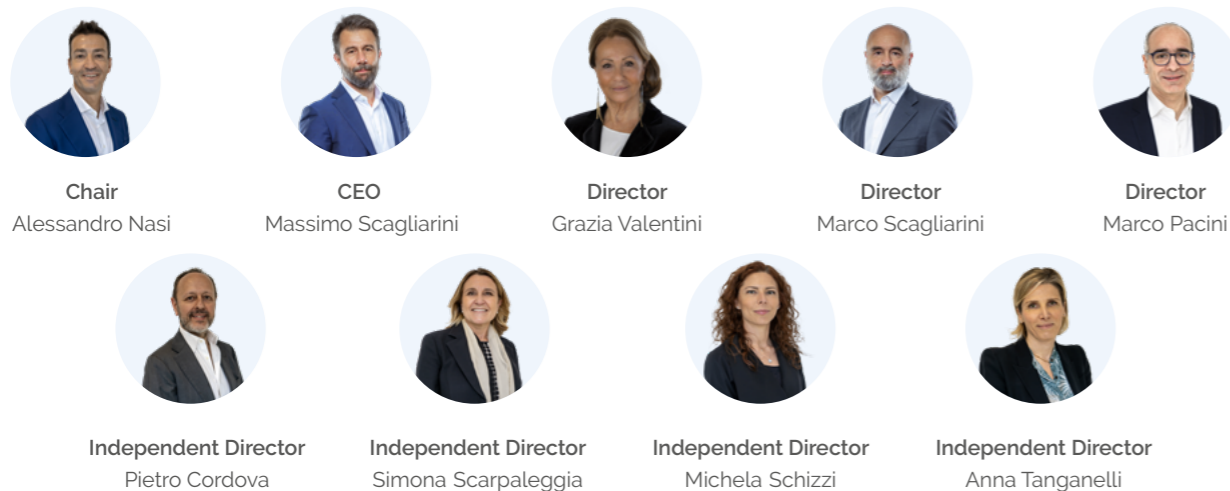 Chair
Alessandro Nasi
CEO
Massimo Scagliarini
Director
Grazia Valentini
Director
Marco Scagliarini
Director
Marco Pacini
Independent Director
Pietro Cordova
Independent Director
Simona Scarpaleggia
Independent Director
Michela Schizzi
Independent Director
Anna Tanganelli